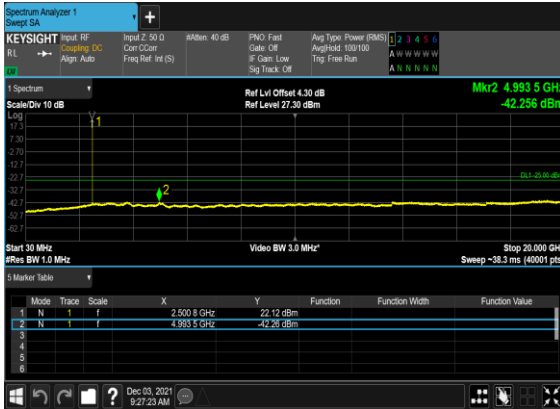 Spectrum Analyzer 1
Swept SA
+
KEYSIGHT Input: RF Input Z: 50 Ω #Atten: 40 dB PNO: Fast Avg Type: Power (RMS) 1 2 3 4 5 6
RL Coupling: DC Corr CCorr Gate: Off Avg|Hold: 100/100 A W W W W W
Align: Auto Freq Ref: Int (S) IF Gain: Low Trig: Free Run
Sig Track: Off A N N N N N
1 Spectrum Ref Lvl Offset 4.30 dB Mkr2 4.993 5 GHz
Scale/Div 10 dB Ref Level 27.30 dBm -42.256 dBm
Log
17.3
7.30
-2.70
-12.7
-22.7
-32.7
-42.7
-52.7
-62.7
1
2
DL1 -25.00 dBm
Start 30 MHz Video BW 3.0 MHz* Stop 20.000 GHz
#Res BW 1.0 MHz Sweep ~38.3 ms (40001 pts)
5 Marker Table
Mode Trace Scale X Y Function Function Width Function Value
1 N 1 f 2.500 8 GHz 22.12 dBm
2 N 1 f 4.993 5 GHz -42.26 dBm
3
4
5
6
? Dec 03, 2021
9:27:23 AM